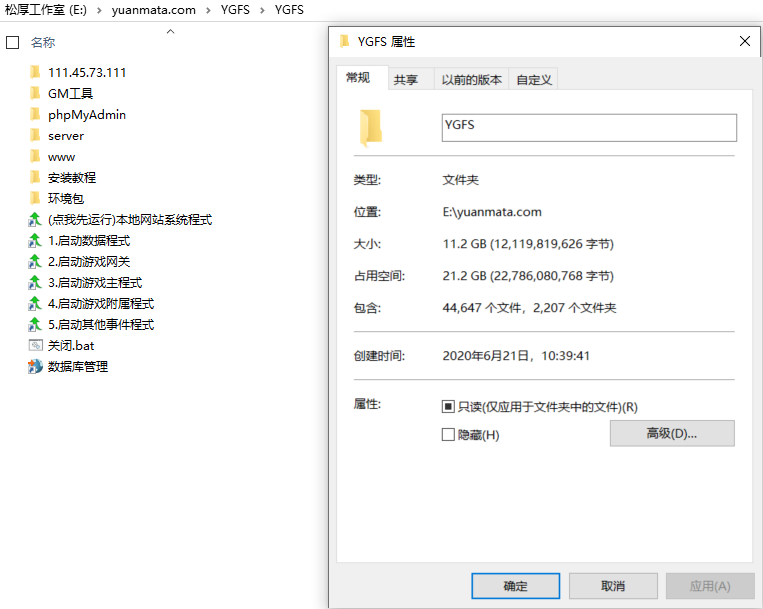 松厚工作室 (E:) > yuanmata.com > YGFS > YGFS
名称
111.45.73.111
GM工具
phpMyAdmin
server
www
安装教程
环境包
(点我先运行)本地网站系统程式
1.启动数据程式
2.启动游戏网关
3.启动游戏主程式
4.启动游戏附属程式
5.启动其他事件程式
关闭.bat
数据库管理
YGFS 属性
常规 共享 以前的版本 自定义
YGFS
类型: 文件夹
位置: E:\yuanmata.com
大小: 11.2 GB (12,119,819,626 字节)
占用空间: 21.2 GB (22,786,080,768 字节)
包含: 44,647 个文件，2,207 个文件夹
创建时间: 2020年6月21日，10:39:41
属性: 只读(仅应用于文件夹中的文件)(R)
隐藏(H) 高级(D)...
确定 取消 应用(A)